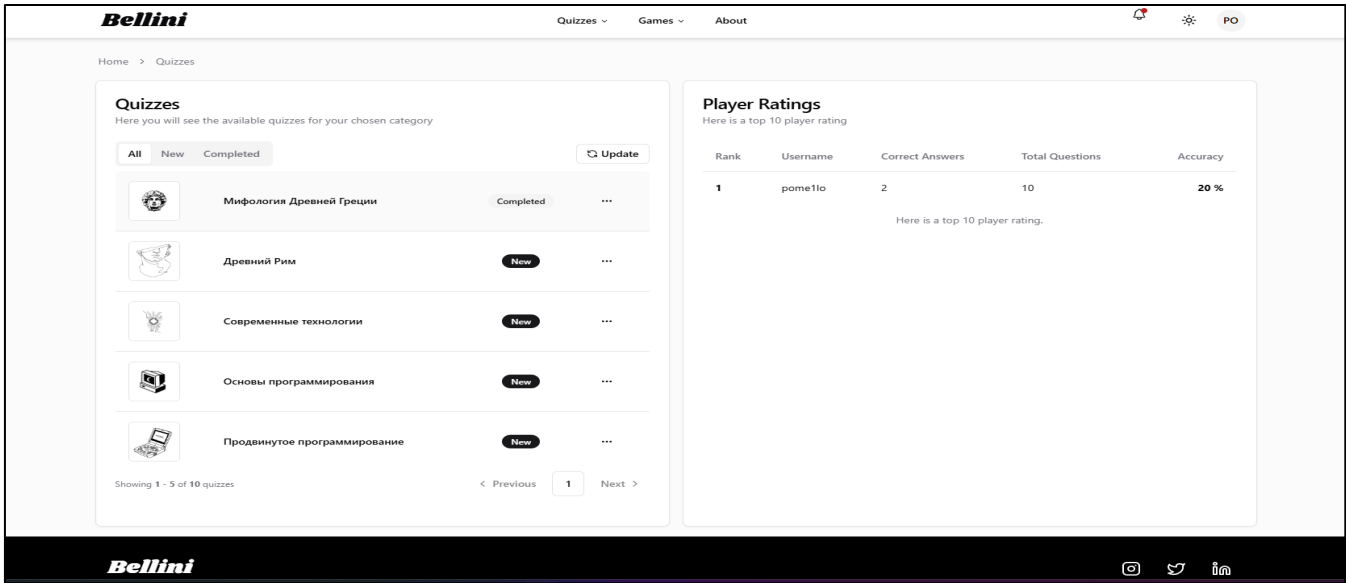 Bellini Quizzes Games About PO
Home > Quizzes
Quizzes
Here you will see the available quizzes for your chosen category
All New Completed Update
Мифология Древней Греции Completed ...
Древний Рим New ...
Современные технологии New ...
Основы программирования New ...
Продвинутое программирование New ...
Showing 1 - 5 of 10 quizzes < Previous 1 Next >
Player Ratings
Here is a top 10 player rating
Rank Username Correct Answers Total Questions Accuracy
1 pome1lo 2 10 20 %
Here is a top 10 player rating.
Bellini